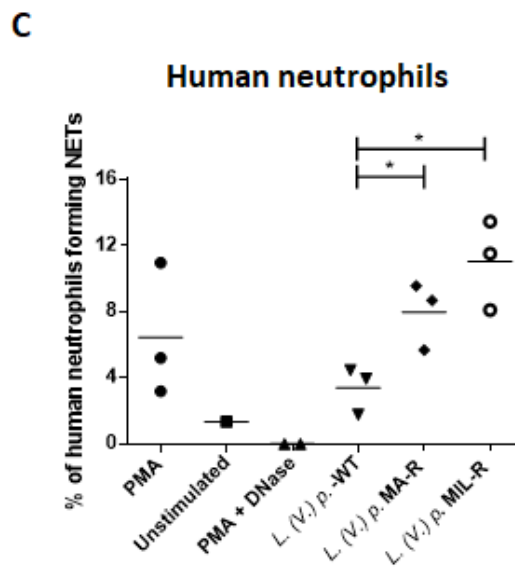 C
Human neutrophils
% of human neutrophils forming NETs
16
12
8
4
0
*
*
PMA
Unstimulated
PMA + DNase
L. (V.) p. -WT
L. (V.) p. MA-R
L. (V.) p. MIL-R